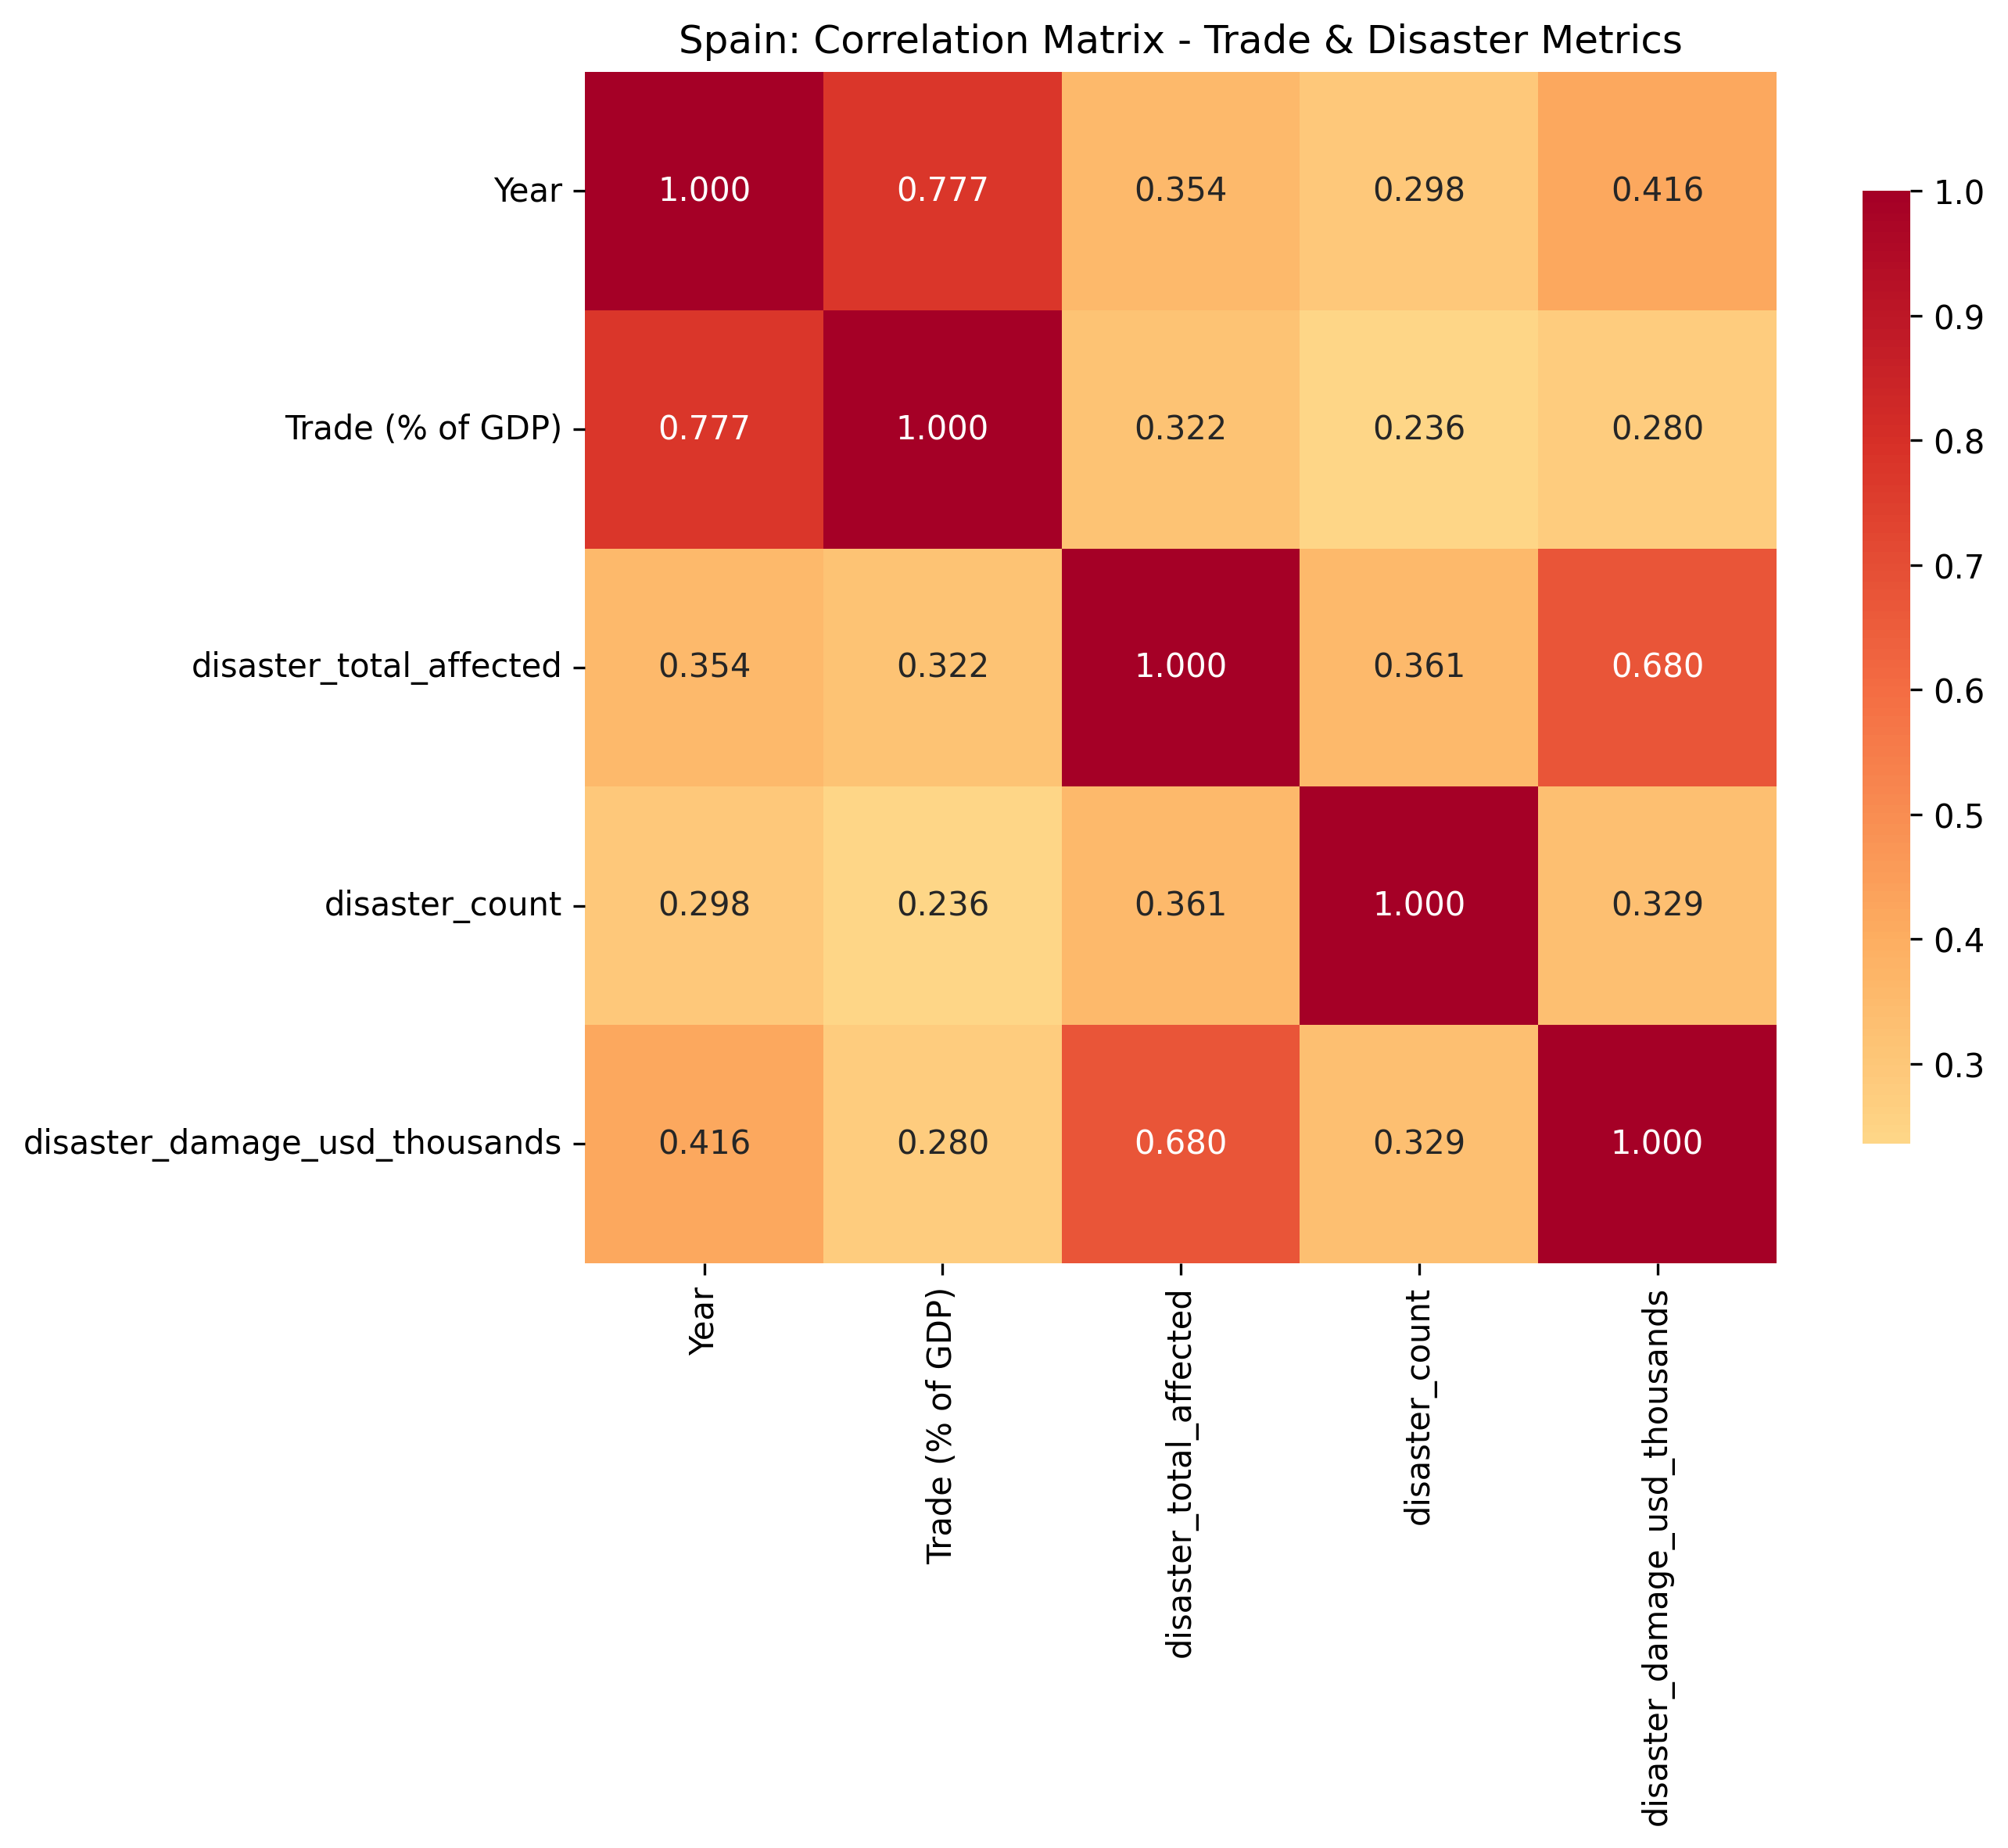 Spain: Correlation Matrix - Trade & Disaster Metrics
Year 1.000 0.777 0.354 0.298 0.416
Trade (% of GDP) 0.777 1.000 0.322 0.236 0.280
disaster_total_affected 0.354 0.322 1.000 0.361 0.680
disaster_count 0.298 0.236 0.361 1.000 0.329
disaster_damage_usd_thousands 0.416 0.280 0.680 0.329 1.000
Year
Trade (% of GDP)
disaster_total_affected
disaster_count
disaster_damage_usd_thousands
1.0
0.9
0.8
0.7
0.6
0.5
0.4
0.3